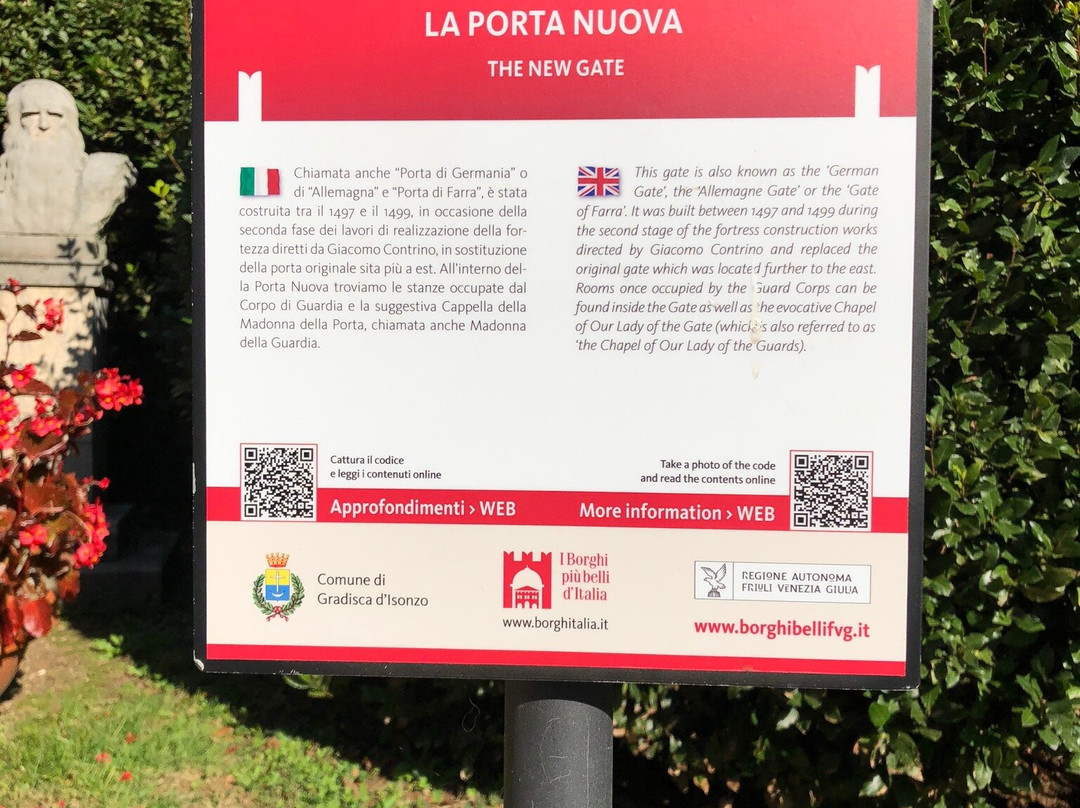 LA PORTA NUOVA
THE NEW GATE
Chiamata anche “Porta di Germania” o
di “Allemagna” e “Porta di Farra”, è stata
costruita tra il 1497 e il 1499, in occasione della
seconda fase dei lavori di realizzazione della for-
tezza diretti da Giacomo Contrino, in sostituzione
della porta originale sita più a est. All’interno del-
la Porta Nuova troviamo le stanze occupate dal
Corpo di Guardia e la suggestiva Cappella della
Madonna della Porta, chiamata anche Madonna
della Guardia.
This gate is also known as the ‘German
Gate’, the ‘Allemagne Gate’ or the ‘Gate
of Farra’. It was built between 1497 and 1499 during
the second stage of the fortress construction works
directed by Giacomo Contrino and replaced the
original gate which was located further to the east.
Rooms once occupied by the Guard Corps can be
found inside the Gate as well as the evocative Chapel
of Our Lady of the Gate (which is also referred to as
‘the Chapel of Our Lady of the Guards).
Cattura il codice
e leggi i contenuti online
Approfondimenti › WEB
Take a photo of the code
and read the contents online
More information › WEB
Comune di
Gradisca d’Isonzo
I Borghi
più belli
d’Italia
www.borghitalia.it
REGIONE AUTONOMA
FRIULI VENEZIA GIULIA
www.borghibellifvg.it